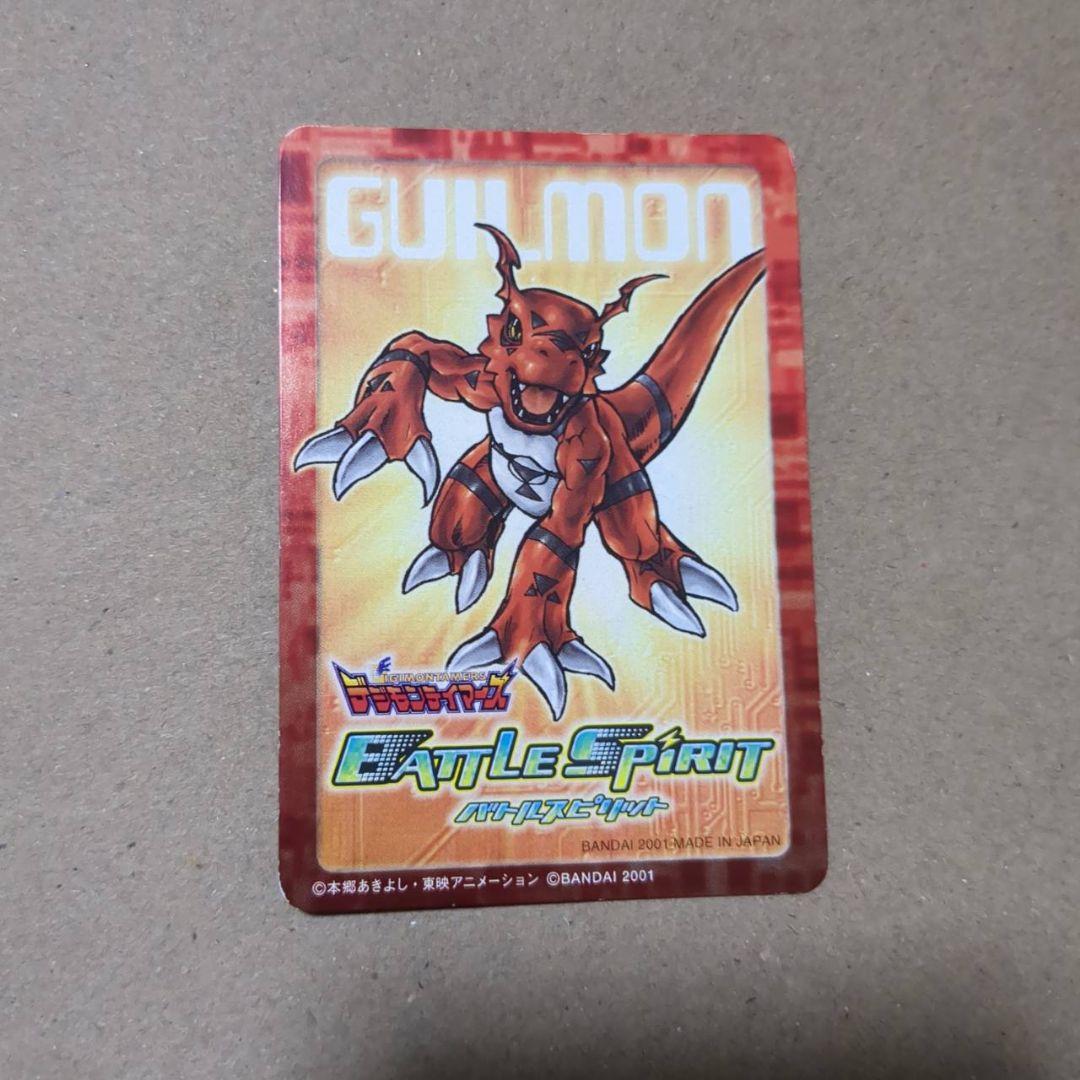 GUILMON
DIGIMONTAMERS
デジモンテイマーズ
BATTLE SPIRIT
バトルスピリット
BANDAI 2001 MADE IN JAPAN
©本郷あきよし・東映アニメーション ©BANDAI 2001